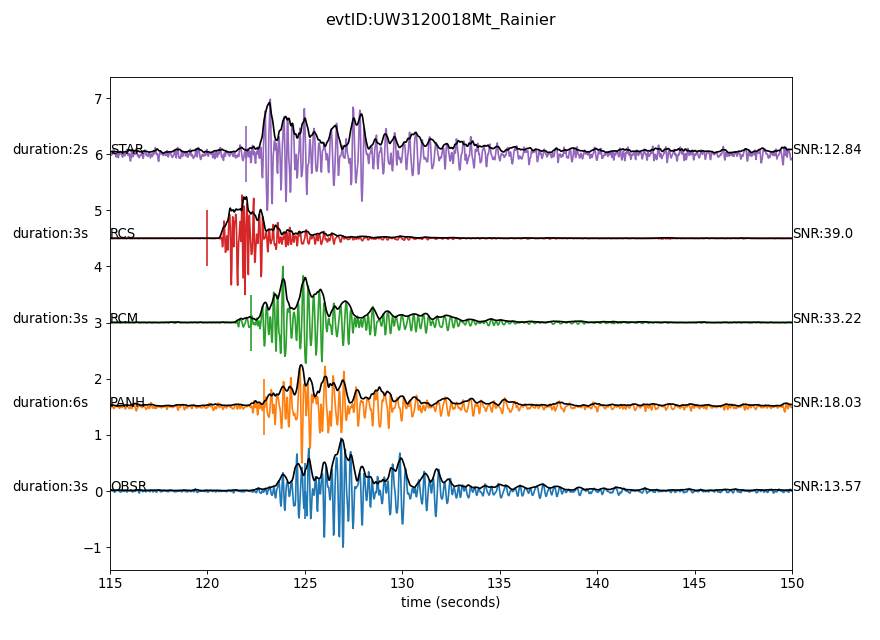 evtID:UW3120018Mt_Rainier
7
duration:2s STAR 6 SNR:12.84
5
duration:3s RCS SNR:39.0
4
duration:3s RCM 3 SNR:33.22
2
duration:6s PANH SNR:18.03
1
duration:3s OBSR 0 SNR:13.57
−1
115 120 125 130 135 140 145 150
time (seconds)